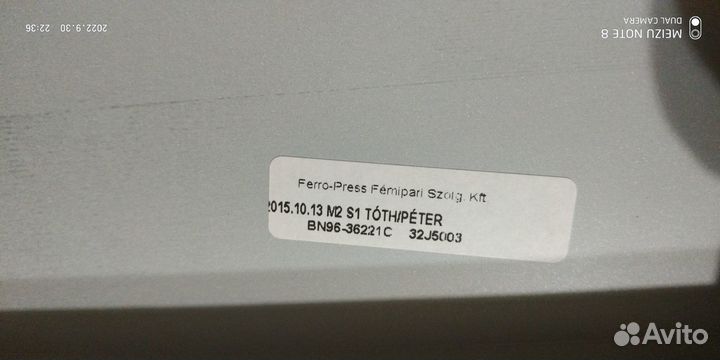 2022.9.30 22:36
MEIZU NOTE 8
DUAL CAMERA
Ferro-Press Fémipari Szolg. Kft
2015.10.13 M2 S1 TÓTH/PÉTER
BN96-36221C 32J5003
Avito